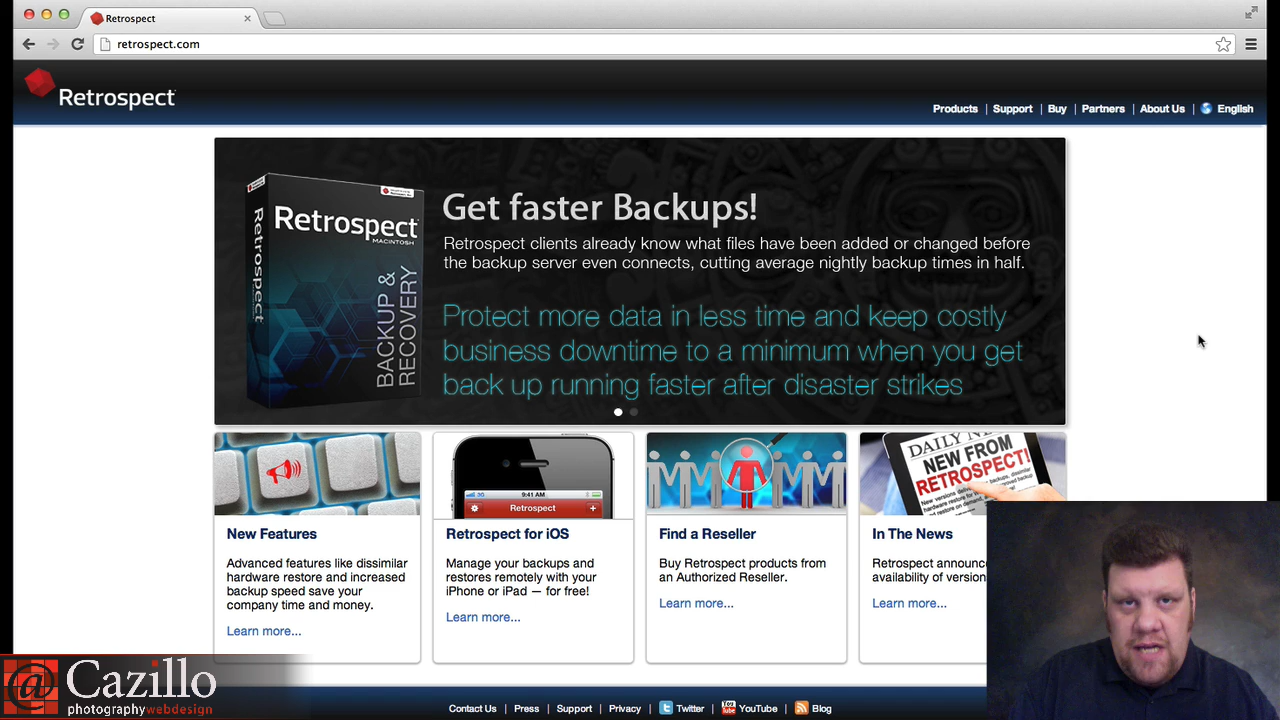 Retrospect
retrospect.com
Retrospect
Products | Support | Buy | Partners | About Us | English
Retrospect
Retrospect
MACINTOSH
BACKUP &
RECOVERY
Get faster Backups!
Retrospect clients already know what files have been added or changed before
the backup server even connects, cutting average nightly backup times in half.
Protect more data in less time and keep costly
business downtime to a minimum when you get
back up running faster after disaster strikes
3G 9:41 AM
Retrospect +
DAILY NE
NEW FROM
RETROSPECT!
New Features
Advanced features like dissimilar
hardware restore and increased
backup speed save your
company time and money.
Learn more...
Retrospect for iOS
Manage your backups and
restores remotely with your
iPhone or iPad — for free!
Learn more...
Find a Reseller
Buy Retrospect products from
an Authorized Reseller.
Learn more...
In The News
Retrospect announc
availability of version
Learn more...
@ Cazillo
photographywebdesign
Contact Us | Press | Support | Privacy | Twitter | YouTube | Blog